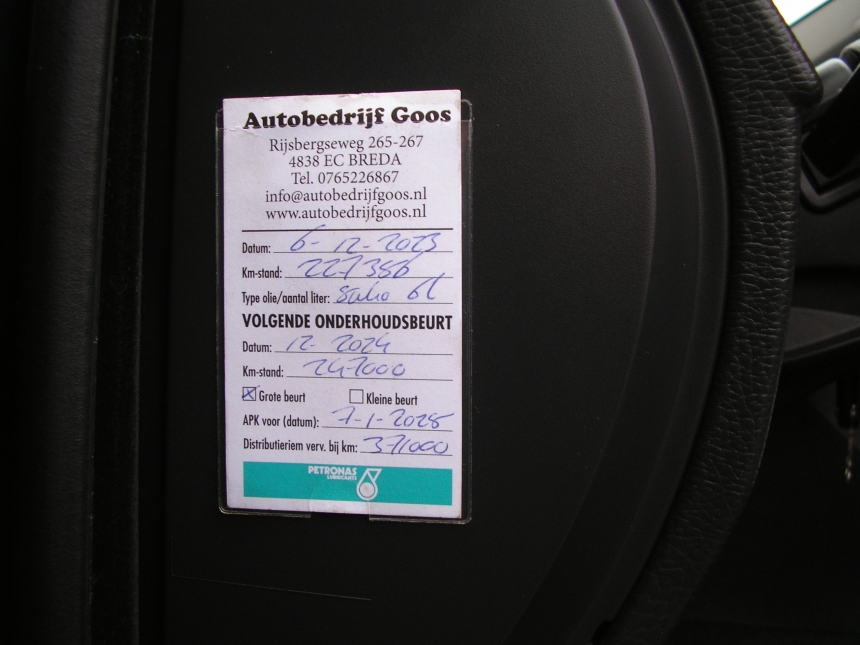 Autobedrijf Goos
Rijsbergseweg 265-267
4838 EC BREDA
Tel. 0765226867
info@autobedrijfgoos.nl
www.autobedrijfgoos.nl
Datum: 6-12-2023
Km-stand: 227386
Type olie/aantal liter: 6l
VOLGENDE ONDERHOUDSBEURT
Datum: 12-2024
Km-stand: 247000
Grote beurt Kleine beurt
APK voor (datum): 7-1-2025
Distributieriem verv. bij km: 371000
PETRONAS
LUBRICANTS